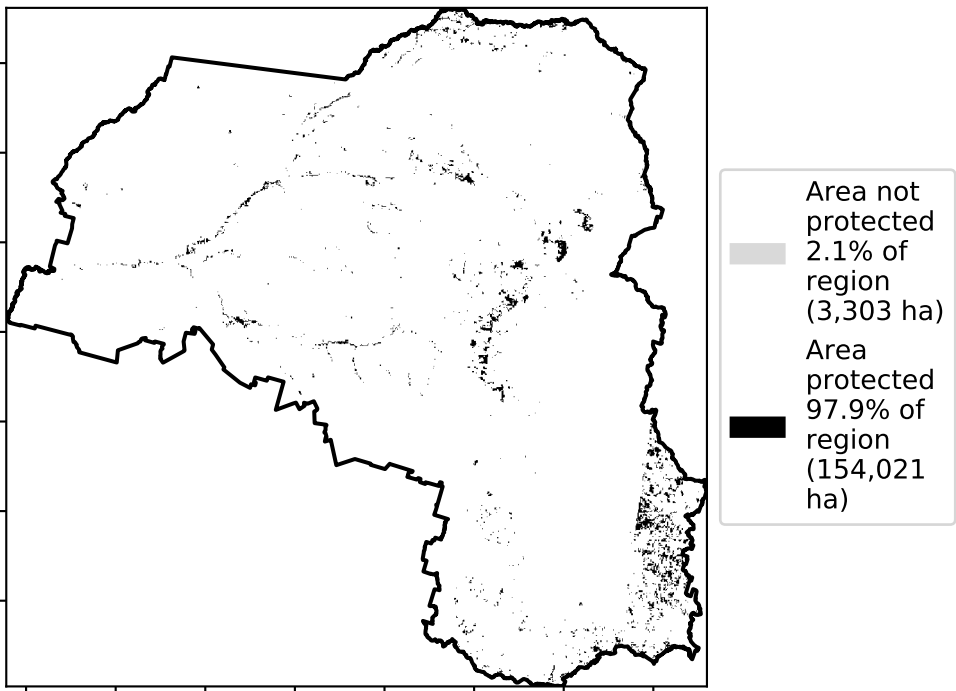 Area not
protected
2.1% of
region
(3,303 ha)
Area
protected
97.9% of
region
(154,021
ha)